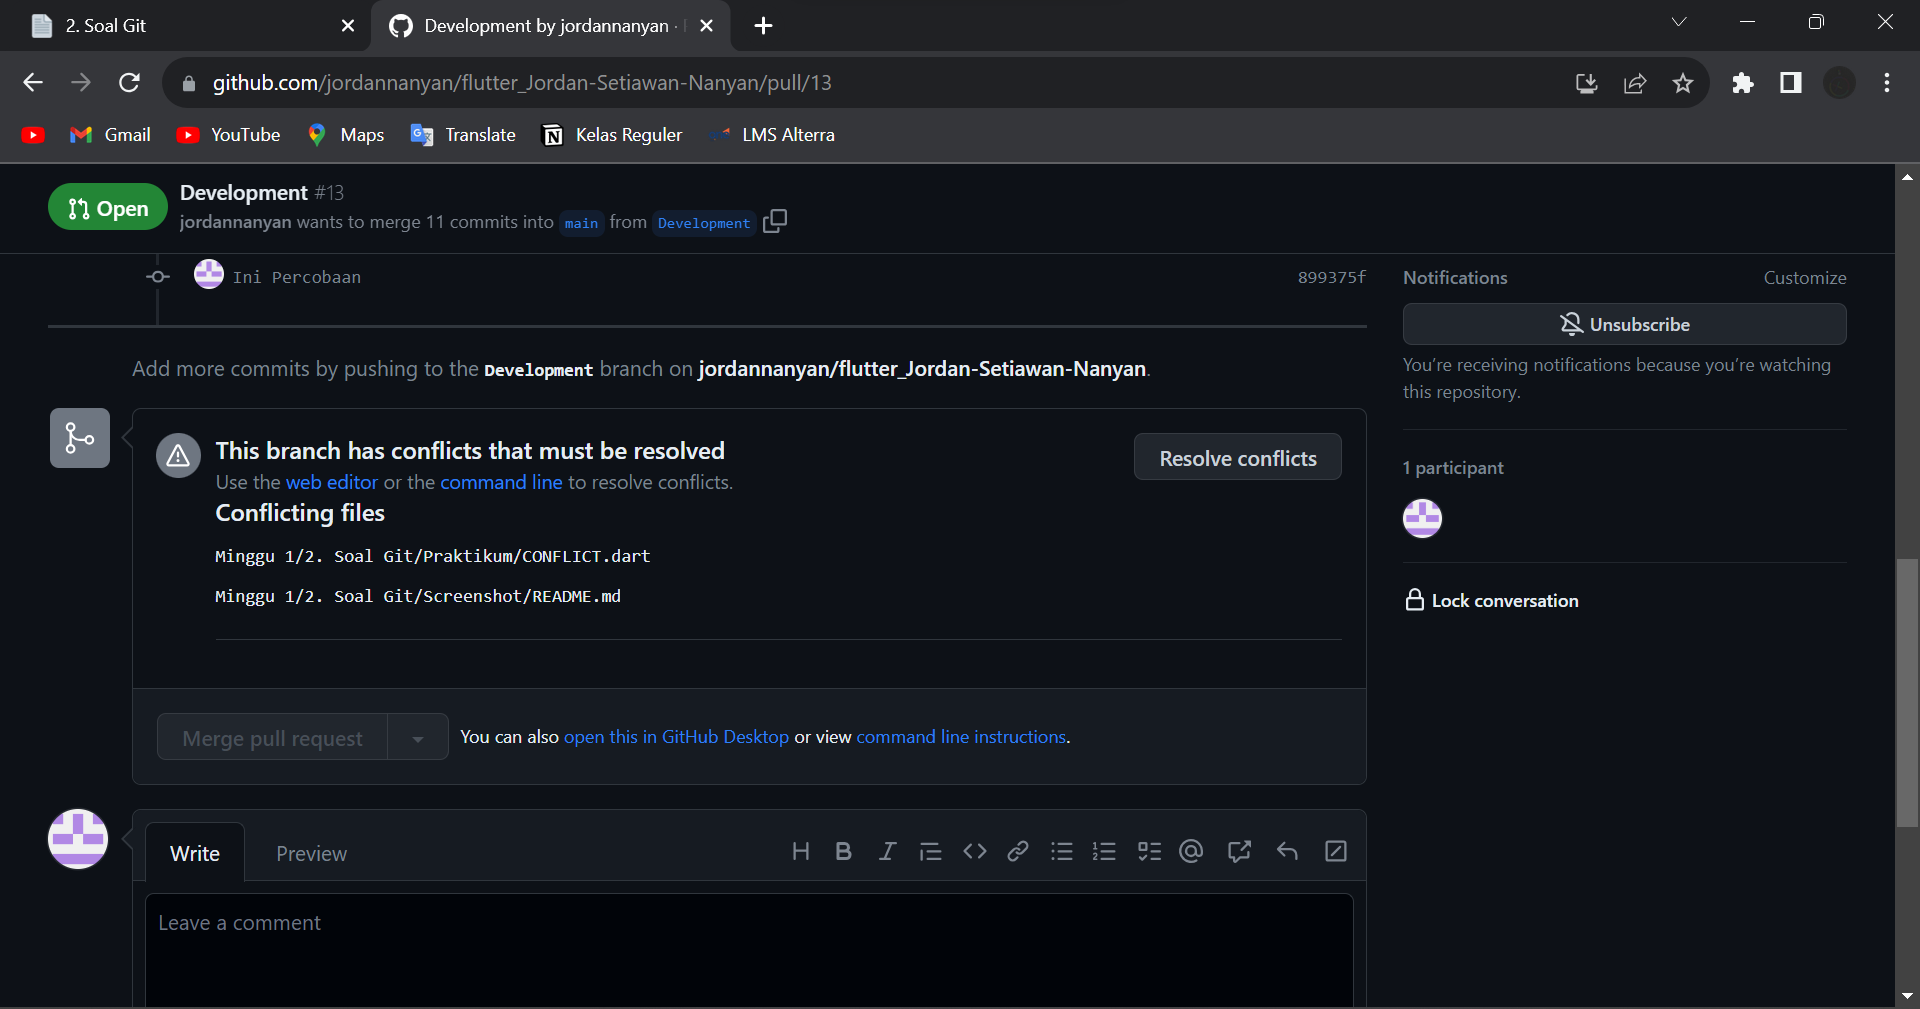 2. Soal Git
Development by jordannanyan ·
github.com/jordannanyan/flutter_Jordan-Setiawan-Nanyan/pull/13
Gmail
YouTube
Maps
Translate
Kelas Reguler
LMS Alterra
Open
Development #13
jordannanyan wants to merge 11 commits into main from Development
Ini Percobaan
899375f
Add more commits by pushing to the Development branch on jordannanyan/flutter_Jordan-Setiawan-Nanyan.
This branch has conflicts that must be resolved
Use the web editor or the command line to resolve conflicts.
Resolve conflicts
Conflicting files
Minggu 1/2. Soal Git/Praktikum/CONFLICT.dart
Minggu 1/2. Soal Git/Screenshot/README.md
Merge pull request
You can also open this in GitHub Desktop or view command line instructions.
Write
Preview
Leave a comment
Notifications
Customize
Unsubscribe
You're receiving notifications because you're watching
this repository.
1 participant
Lock conversation